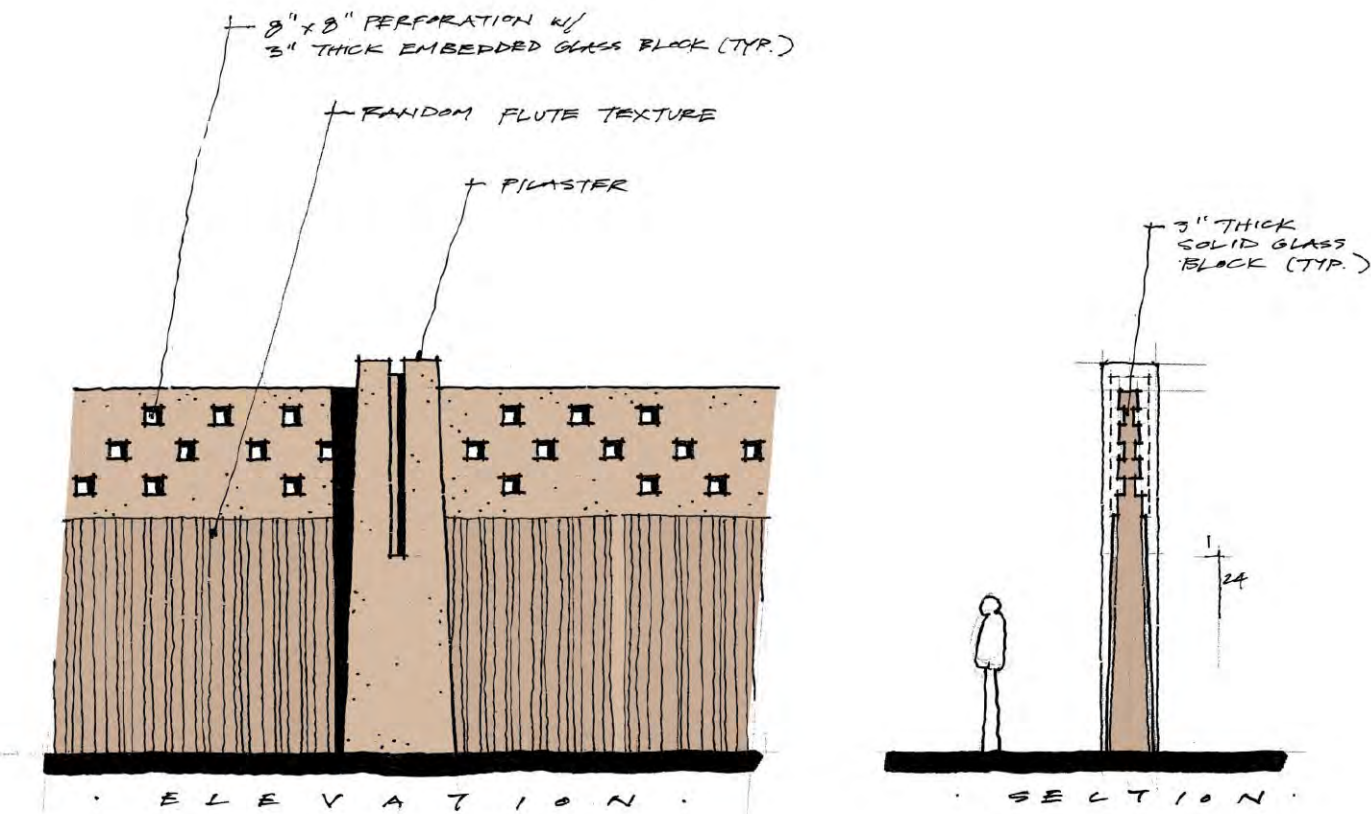 8" x 8" PERFORATION W/
3" THICK EMBEDDED GLASS BLOCK (TYP.)
RANDOM FLUTE TEXTURE
PILASTER
3" THICK
SOLID GLASS
BLOCK (TYP.)
1
24
· ELEVATION ·
· SECTION ·